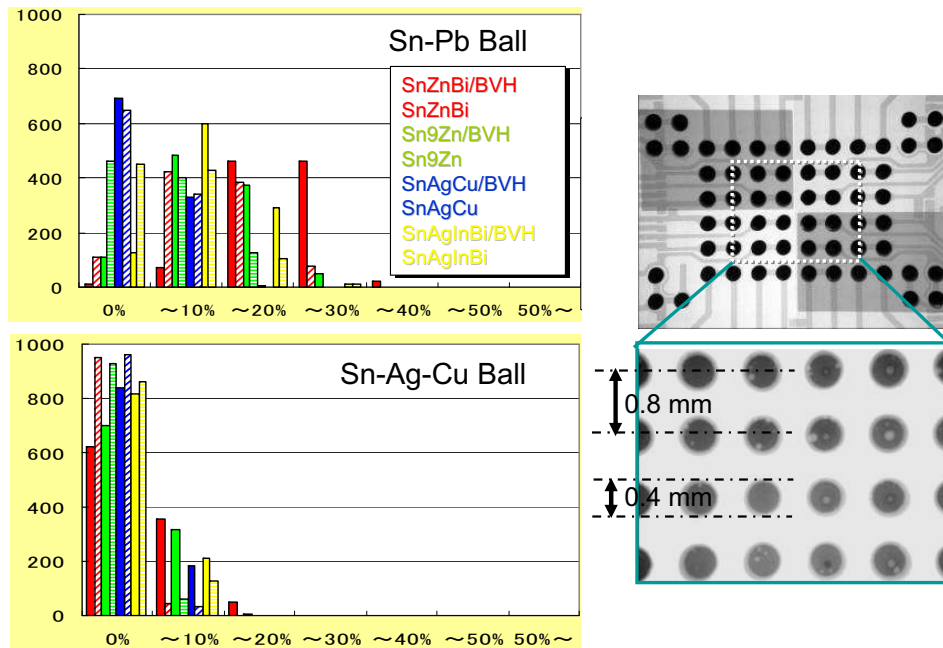 1000
Sn-Pb Ball
800
SnZnBi/BVH
SnZnBi
600
Sn9Zn/BVH
Sn9Zn
400
SnAgCu/BVH
SnAgCu
200
SnAgInBi/BVH
SnAgInBi
0
0% ～10% ～20% ～30% ～40% ～50% 50%～
1000
Sn-Ag-Cu Ball
800
600
400
200
0
0% ～10% ～20% ～30% ～40% ～50% 50%～
0.8 mm
0.4 mm